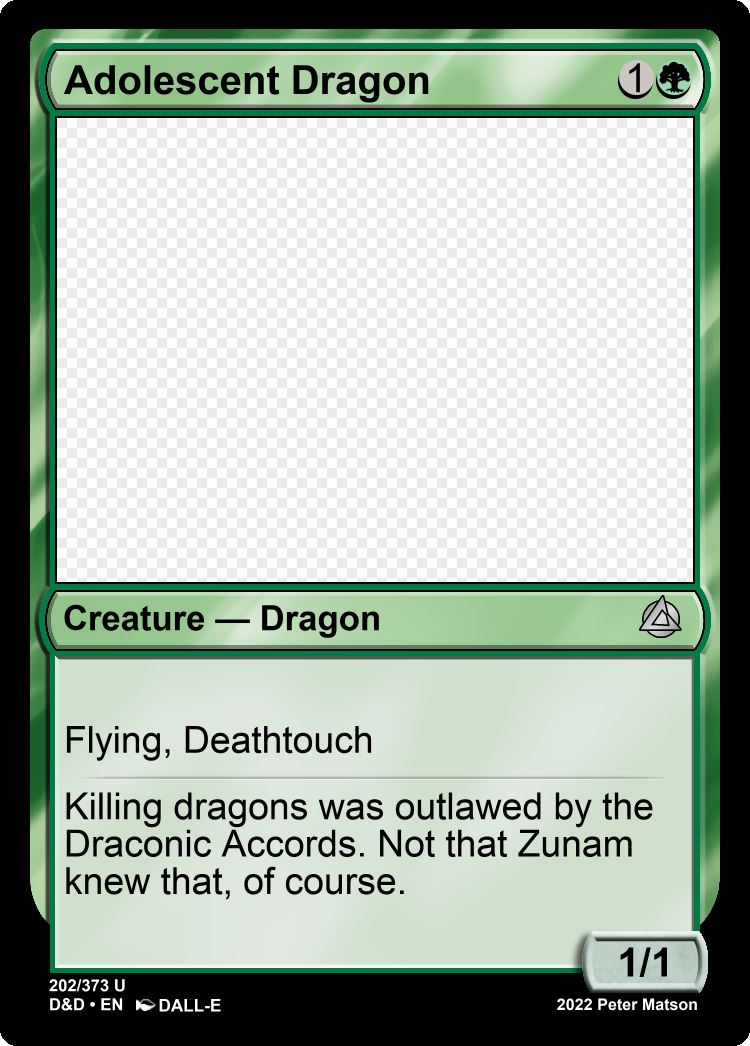 Adolescent Dragon 1
Creature — Dragon
Flying, Deathtouch
Killing dragons was outlawed by the
Draconic Accords. Not that Zunam
knew that, of course.
1/1
202/373 U
D&D • EN DALL-E
2022 Peter Matson